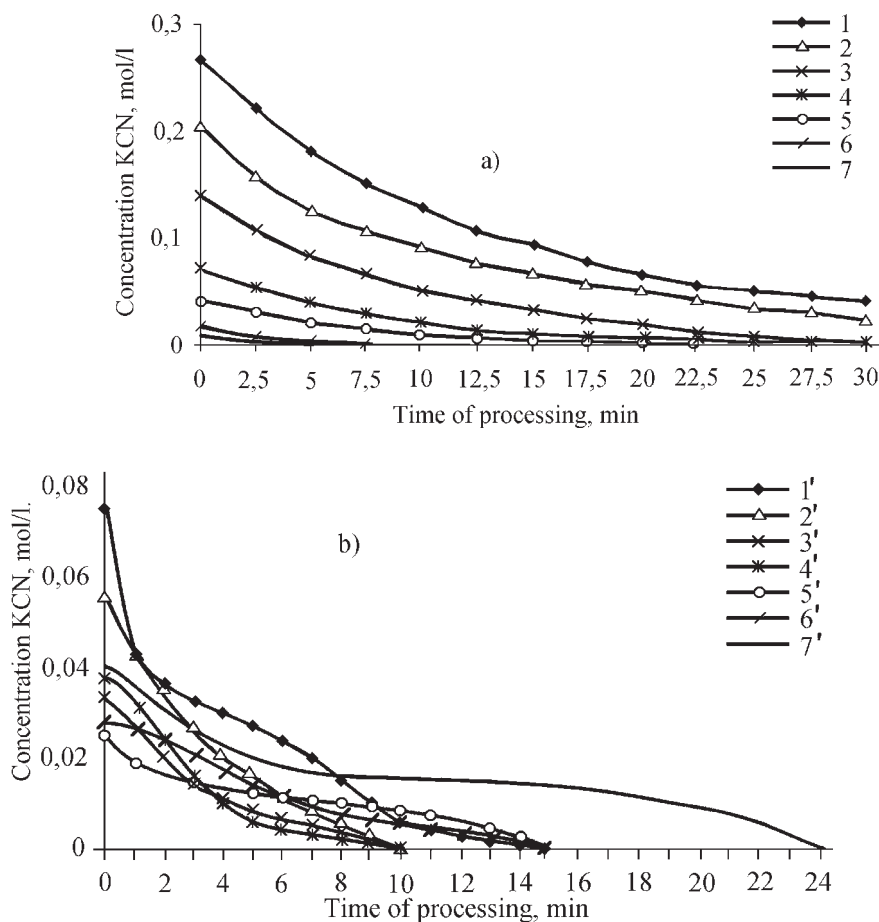 0,3
0,2
0,1
0
Concentration KCN, mol/l
a)
1
2
3
4
5
6
7
0 2,5 5 7,5 10 12,5 15 17,5 20 22,5 25 27,5 30
Time of processing, min
0,08
0,06
0,04
0,02
0
Concentration KCN, mol/l.
b)
1'
2'
3'
4'
5'
6'
7'
0 2 4 6 8 10 12 14 16 18 20 22 24
Time of processing, min